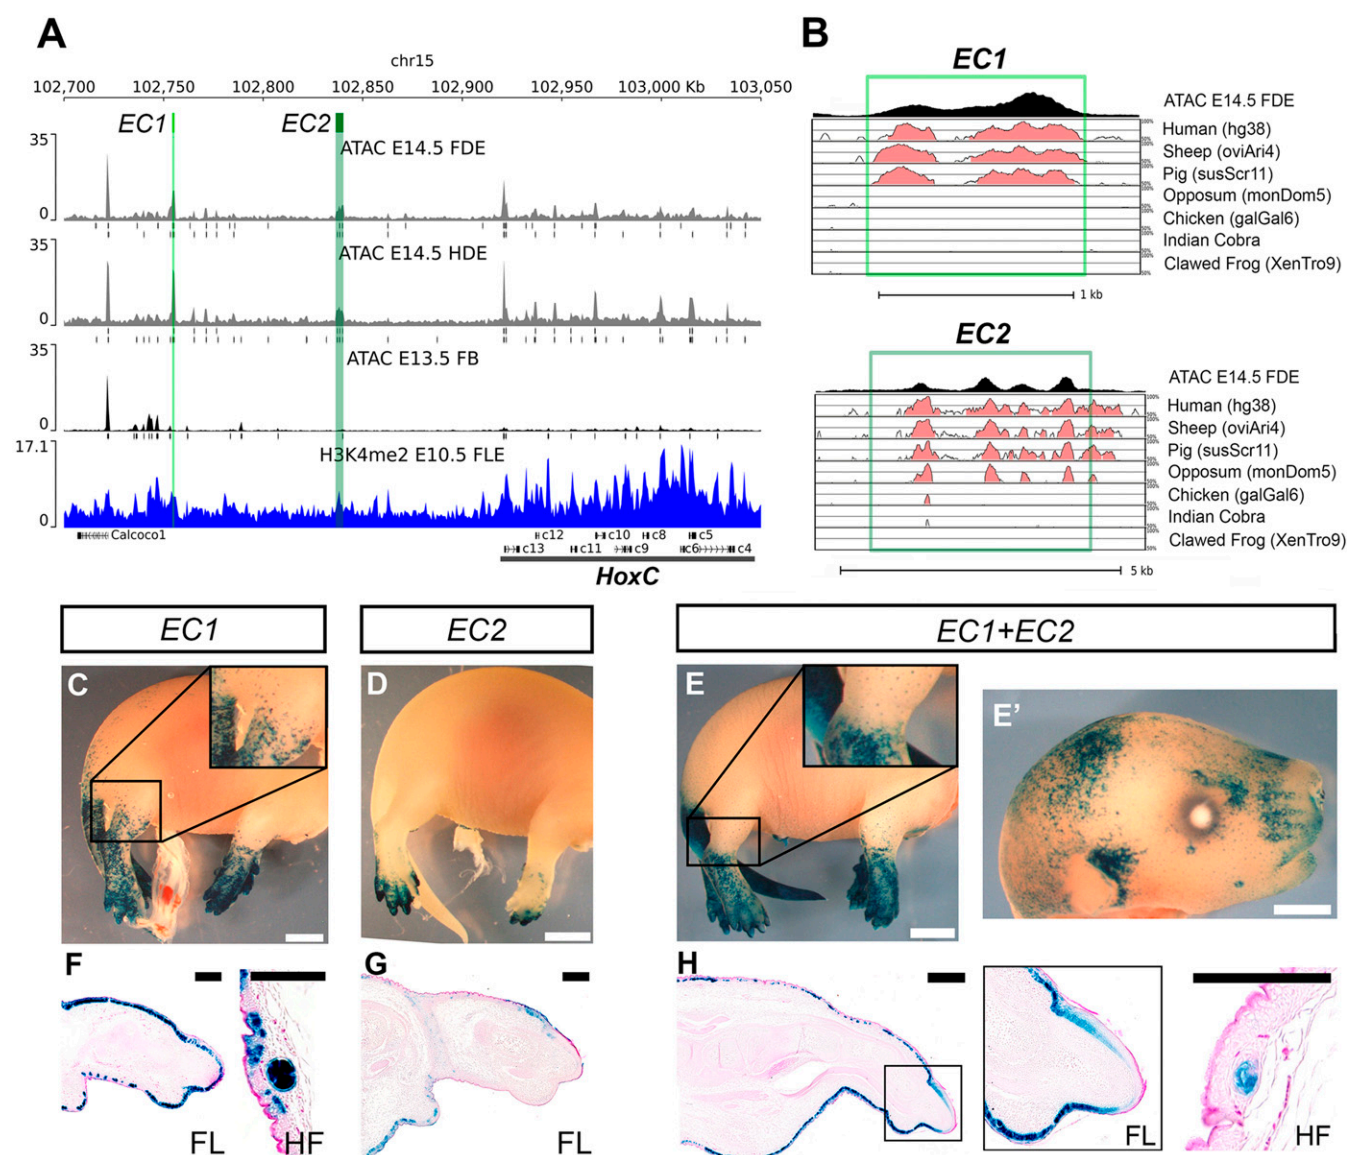 A
chr15
102,700 102,750 102,800 102,850 102,900 102,950 103,000 Kb 103,050
EC1 EC2
35
ATAC E14.5 FDE
0
35
ATAC E14.5 HDE
0
35
ATAC E13.5 FB
0
17.1
H3K4me2 E10.5 FLE
0
Calcoco1 c12 c10 c8 c5
c13 c11 c9 c6 c4
HoxC
B
EC1
ATAC E14.5 FDE
Human (hg38)
Sheep (oviAri4)
Pig (susScr11)
Opposum (monDom5)
Chicken (galGal6)
Indian Cobra
Clawed Frog (XenTro9)
1 kb
EC2
ATAC E14.5 FDE
Human (hg38)
Sheep (oviAri4)
Pig (susScr11)
Opposum (monDom5)
Chicken (galGal6)
Indian Cobra
Clawed Frog (XenTro9)
5 kb
EC1
EC2
EC1+EC2
C
D
E
E’
F
FL
HF
G
FL
H
FL
HF